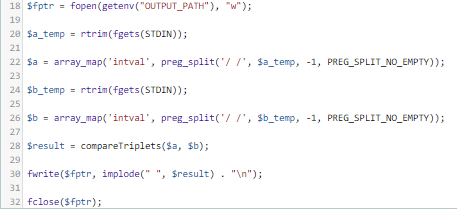 18 $fptr = fopen(getenv("OUTPUT_PATH"), "w");
19
20 $a_temp = rtrim(fgets(STDIN));
21
22 $a = array_map('intval', preg_split('/ /', $a_temp, -1, PREG_SPLIT_NO_EMPTY));
23
24 $b_temp = rtrim(fgets(STDIN));
25
26 $b = array_map('intval', preg_split('/ /', $b_temp, -1, PREG_SPLIT_NO_EMPTY));
27
28 $result = compareTriplets($a, $b);
29
30 fwrite($fptr, implode(" ", $result) . "\n");
31
32 fclose($fptr);